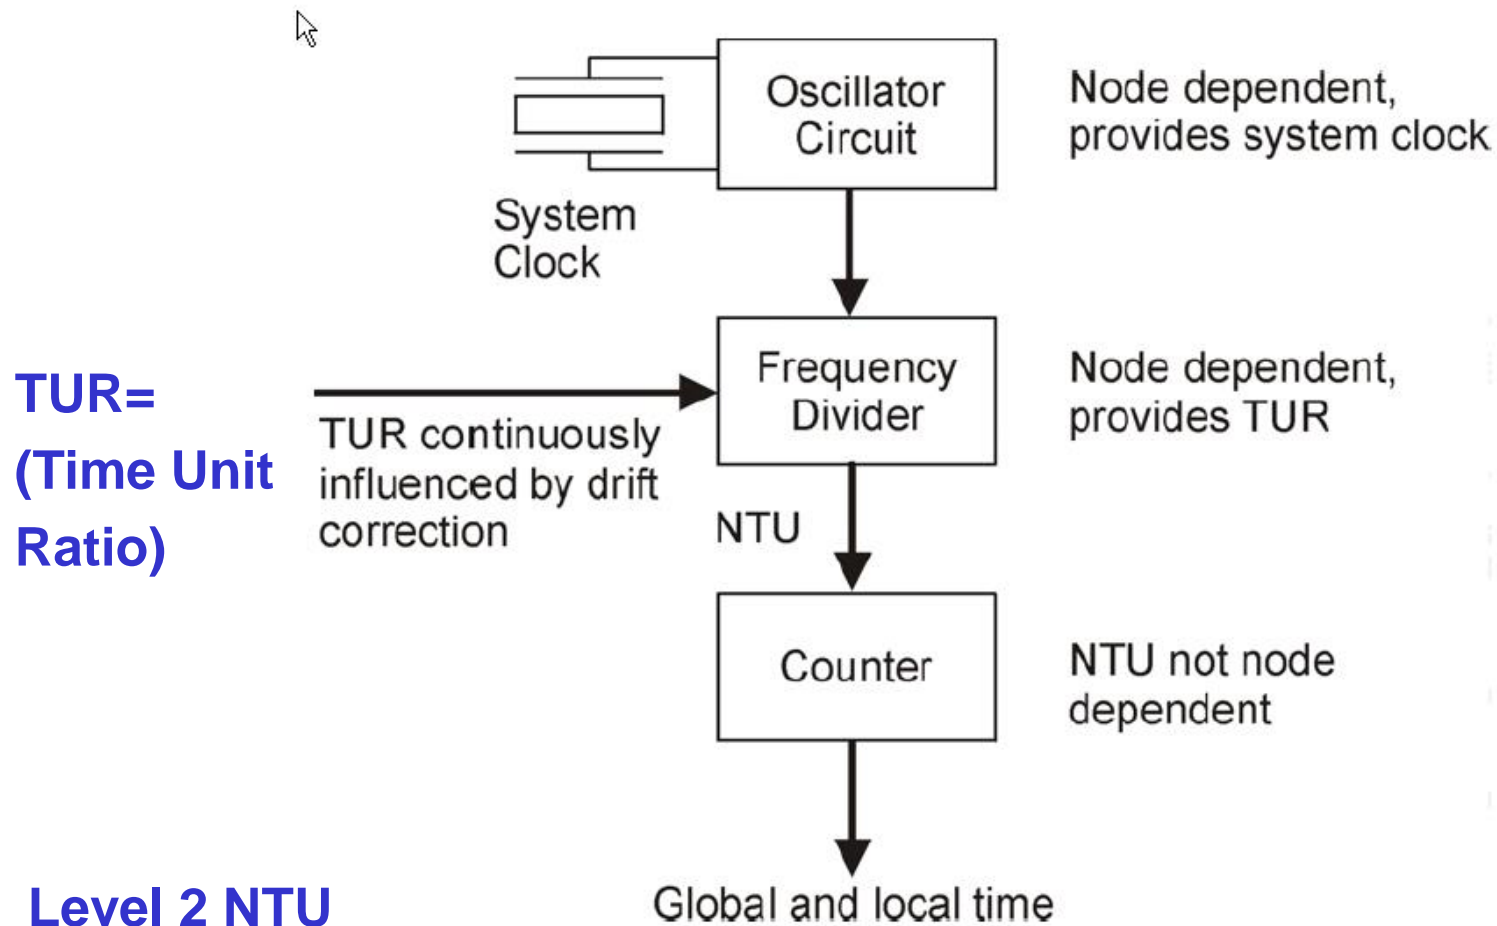 Oscillator
Circuit
Node dependent,
provides system clock
System
Clock
TUR=
(Time Unit
Ratio)
TUR continuously
influenced by drift
correction
Frequency
Divider
Node dependent,
provides TUR
NTU
Counter
NTU not node
dependent
Level 2 NTU
Global and local time